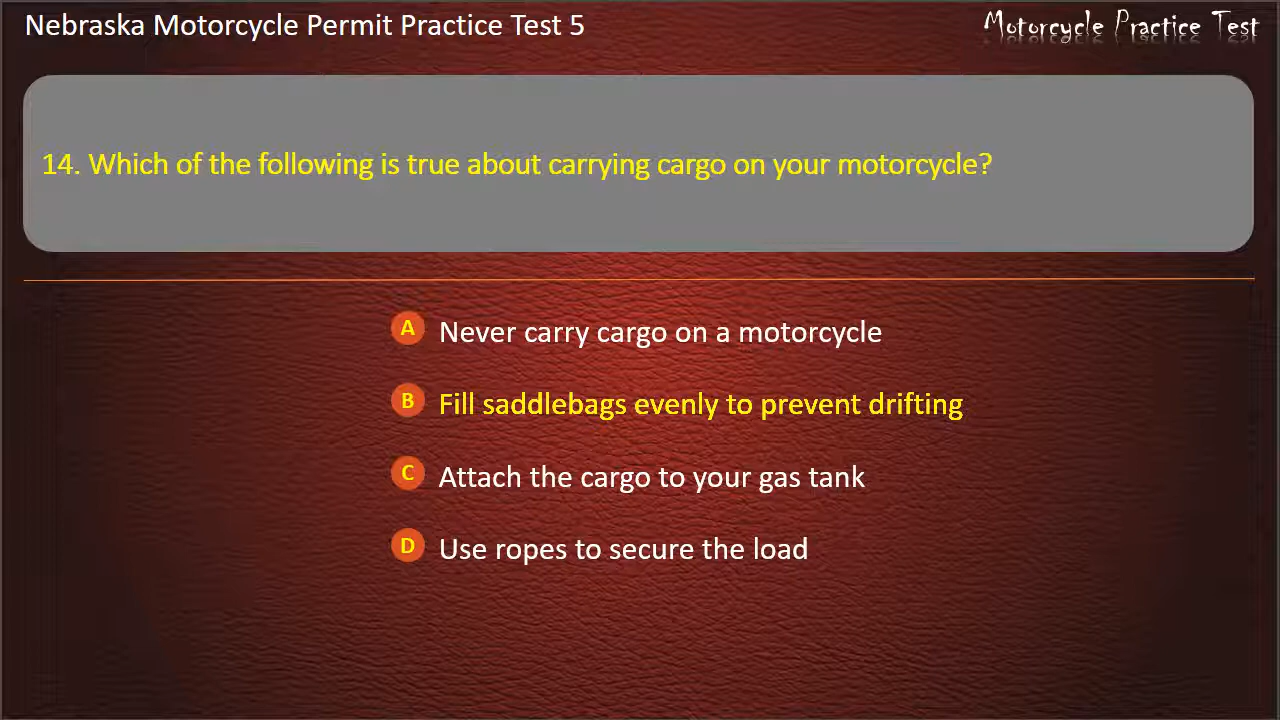 Nebraska Motorcycle Permit Practice Test 5
Motorcycle Practice Test
14. Which of the following is true about carrying cargo on your motorcycle?
A Never carry cargo on a motorcycle
B Fill saddlebags evenly to prevent drifting
C Attach the cargo to your gas tank
D Use ropes to secure the load